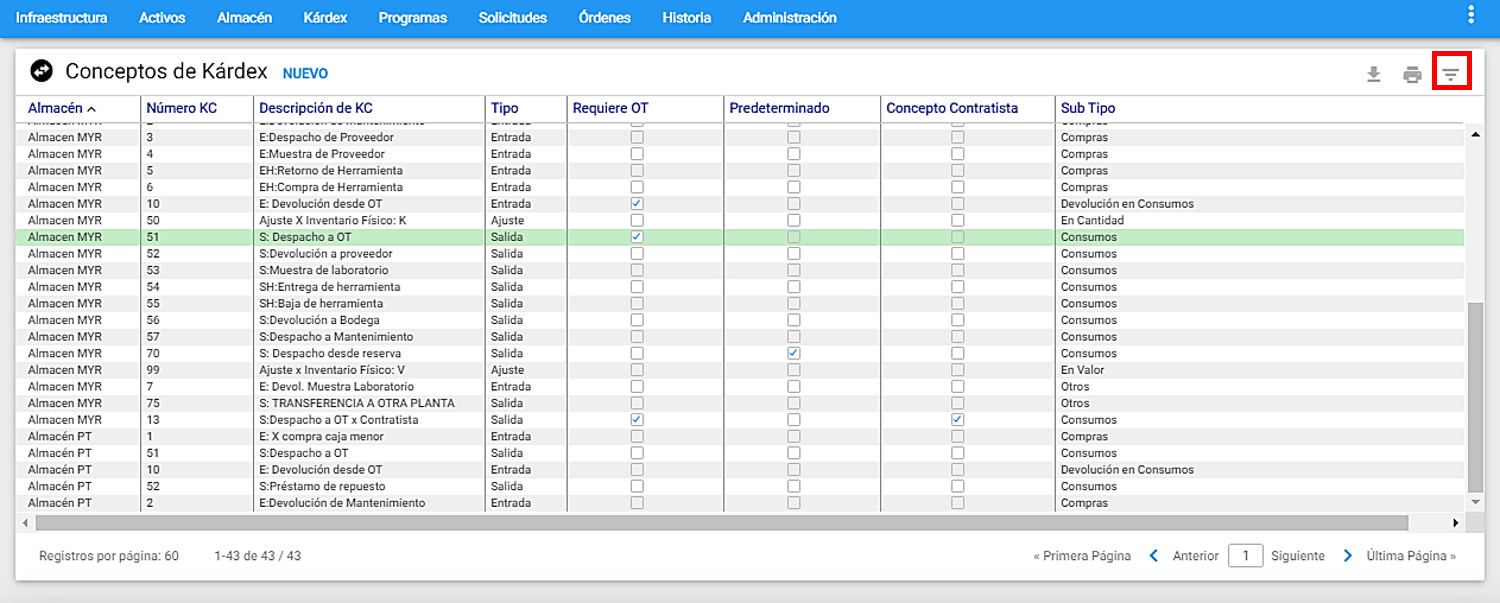 Infraestructura Activos Almacén Kárdex Programas Solicitudes Órdenes Historia Administración
Conceptos de Kárdex NUEVO
Almacén Número KC Descripción de KC Tipo Requiere OT Predeterminado Concepto Contratista Sub Tipo
Almacen MYR 3 E:Despacho de Proveedor Entrada Compras
Almacen MYR 4 E:Muestra de Proveedor Entrada Compras
Almacen MYR 5 EH:Retorno de Herramienta Entrada Compras
Almacen MYR 6 EH:Compra de Herramienta Entrada Compras
Almacen MYR 10 E: Devolución desde OT Entrada Devolución en Consumos
Almacen MYR 50 Ajuste X Inventario Físico: K Ajuste En Cantidad
Almacen MYR 51 S: Despacho a OT Salida Consumos
Almacen MYR 52 S:Devolución a proveedor Salida Consumos
Almacen MYR 53 S:Muestra de laboratorio Salida Consumos
Almacen MYR 54 SH:Entrega de herramienta Salida Consumos
Almacen MYR 55 SH:Baja de herramienta Salida Consumos
Almacen MYR 56 S:Devolución a Bodega Salida Consumos
Almacen MYR 57 S:Despacho a Mantenimiento Salida Consumos
Almacen MYR 70 S: Despacho desde reserva Salida Consumos
Almacen MYR 99 Ajuste x Inventario Físico: V Ajuste En Valor
Almacen MYR 7 E: Devol. Muestra Laboratorio Entrada Otros
Almacen MYR 75 S: TRANSFERENCIA A OTRA PLANTA Salida Otros
Almacen MYR 13 S:Despacho a OT x Contratista Salida Consumos
Almacén PT 1 E: X compra caja menor Entrada Compras
Almacén PT 51 S:Despacho a OT Salida Consumos
Almacén PT 10 E: Devolución desde OT Entrada Devolución en Consumos
Almacén PT 52 S:Préstamo de repuesto Salida Consumos
Almacén PT 2 E:Devolución de Mantenimiento Entrada Compras
Registros por página: 60 1-43 de 43 / 43 « Primera Página Anterior 1 Siguiente Última Página »